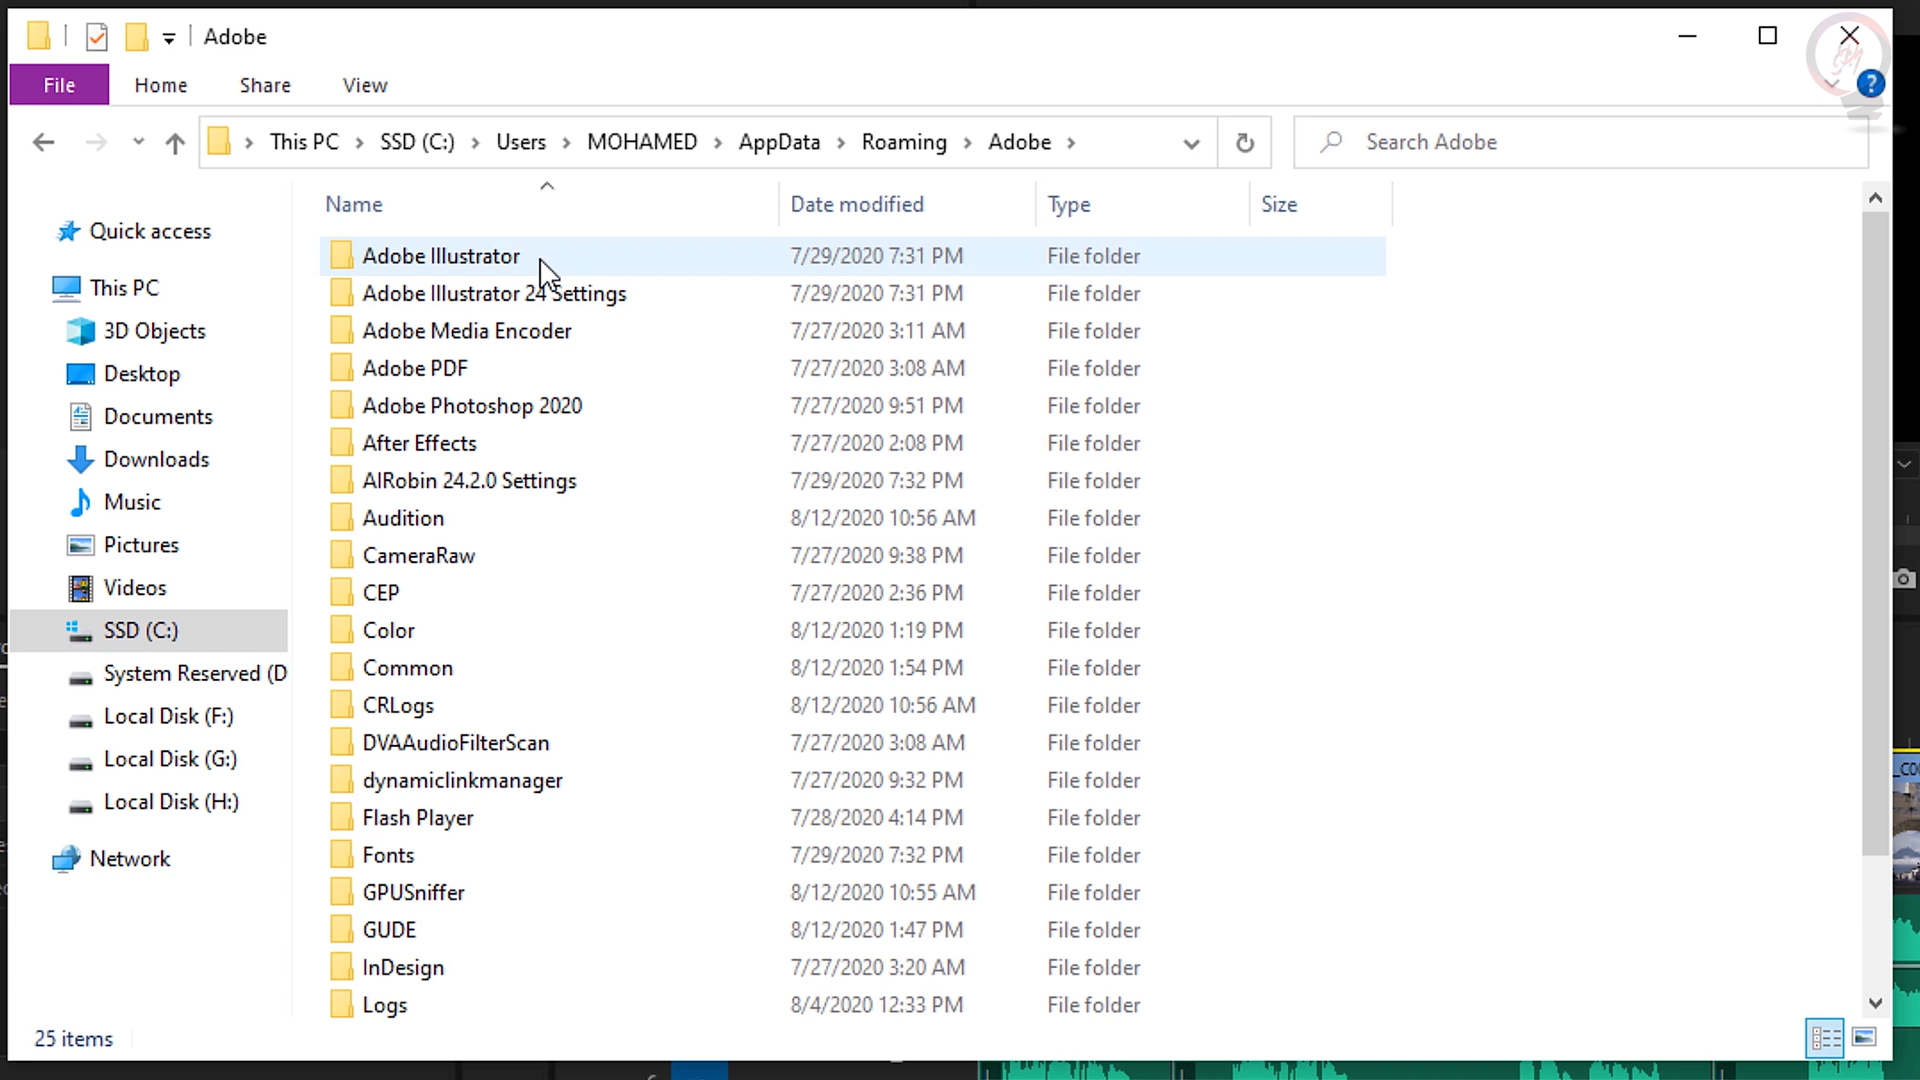 Adobe
File Home Share View
This PC SSD (C:) Users MOHAMED AppData Roaming Adobe Search Adobe
Name Date modified Type Size
Quick access
This PC
3D Objects
Desktop
Documents
Downloads
Music
Pictures
Videos
SSD (C:)
System Reserved (D
Local Disk (F:)
Local Disk (G:)
Local Disk (H:)
Network
Adobe Illustrator 7/29/2020 7:31 PM File folder
Adobe Illustrator 24 Settings 7/29/2020 7:31 PM File folder
Adobe Media Encoder 7/27/2020 3:11 AM File folder
Adobe PDF 7/27/2020 3:08 AM File folder
Adobe Photoshop 2020 7/27/2020 9:51 PM File folder
After Effects 7/27/2020 2:08 PM File folder
AIRobin 24.2.0 Settings 7/29/2020 7:32 PM File folder
Audition 8/12/2020 10:56 AM File folder
CameraRaw 7/27/2020 9:38 PM File folder
CEP 7/27/2020 2:36 PM File folder
Color 8/12/2020 1:19 PM File folder
Common 8/12/2020 1:54 PM File folder
CRLogs 8/12/2020 10:56 AM File folder
DVAAudioFilterScan 7/27/2020 3:08 AM File folder
dynamiclinkmanager 7/27/2020 9:32 PM File folder
Flash Player 7/28/2020 4:14 PM File folder
Fonts 7/29/2020 7:32 PM File folder
GPUSniffer 8/12/2020 10:55 AM File folder
GUDE 8/12/2020 1:47 PM File folder
InDesign 7/27/2020 3:20 AM File folder
Logs 8/4/2020 12:33 PM File folder
25 items